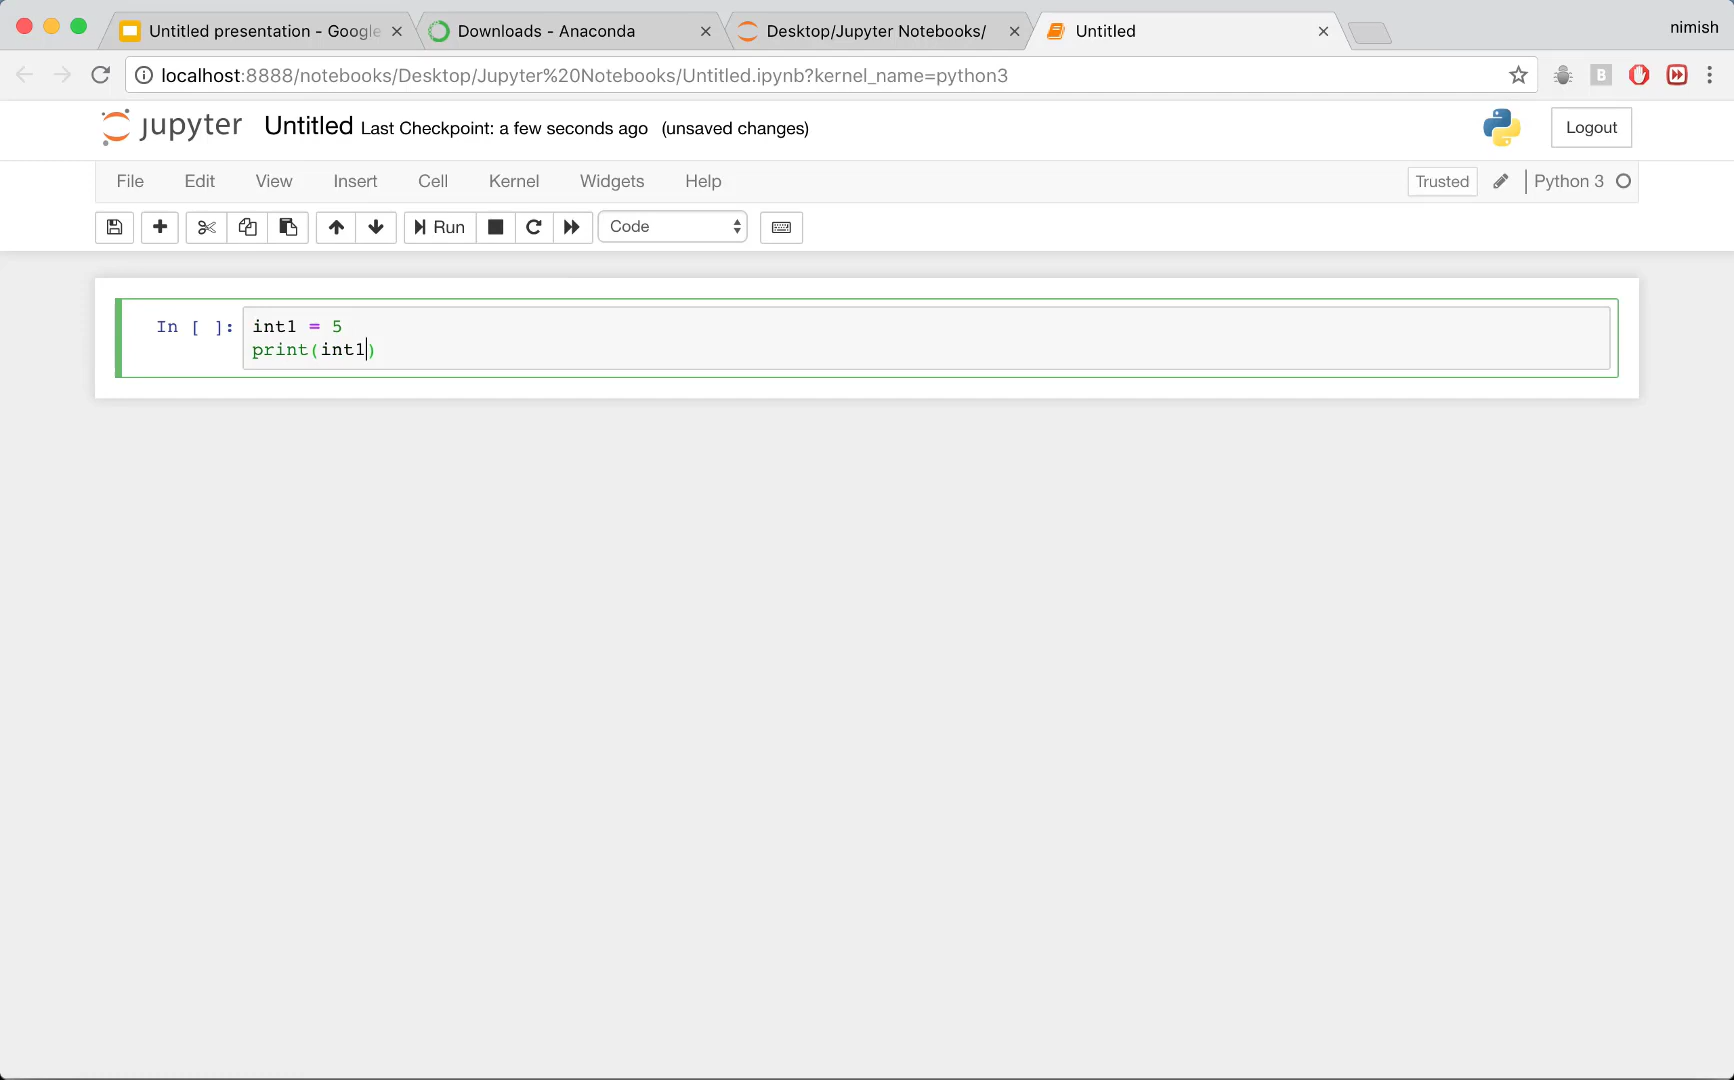 Untitled presentation - Google
Downloads - Anaconda
Desktop/Jupyter Notebooks/
Untitled
nimish
localhost:8888/notebooks/Desktop/Jupyter%20Notebooks/Untitled.ipynb?kernel_name=python3
B
jupyter Untitled Last Checkpoint: a few seconds ago (unsaved changes)
Logout
File Edit View Insert Cell Kernel Widgets Help
Trusted
Python 3
Run
Code
In [ ]: int1 = 5
print(int1)